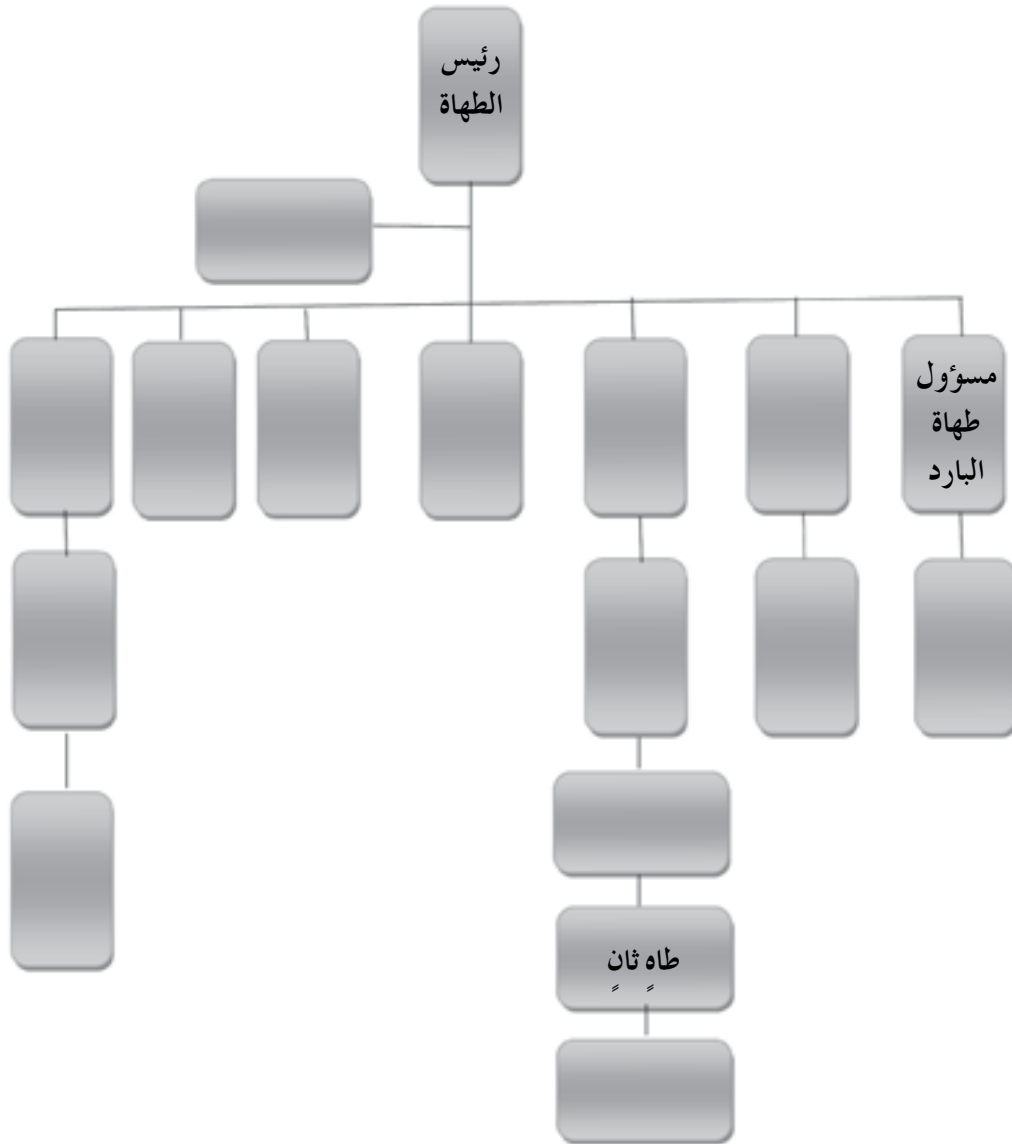 رئيس
الطهاة
مسؤول
طهاة
البارد
طاهٍ ثانٍ